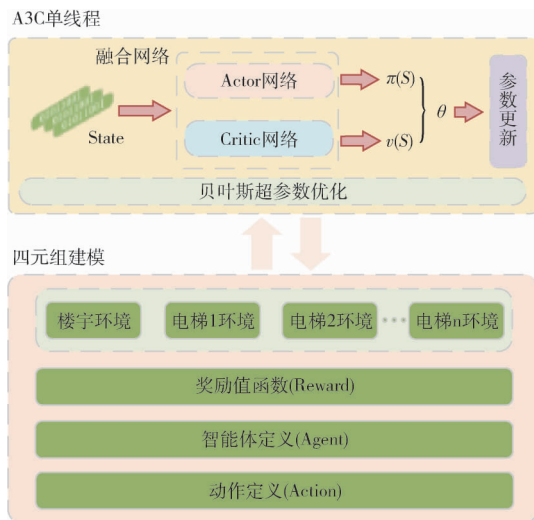 A3C单线程
融合网络
Actor网络
π(S)
State
Critic网络
v(S)
θ
参数更新
贝叶斯超参数优化
四元组建模
楼宇环境 电梯1环境 电梯2环境 … 电梯n环境
奖励值函数(Reward)
智能体定义(Agent)
动作定义(Action)